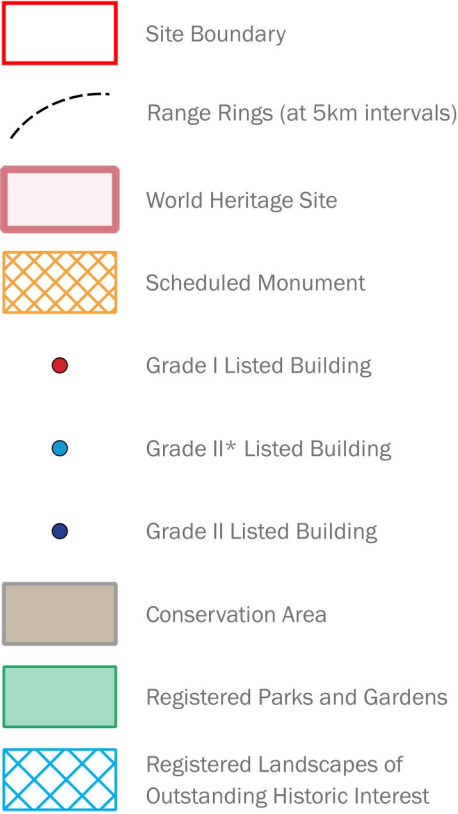 Site Boundary
Range Rings (at 5km intervals)
World Heritage Site
Scheduled Monument
Grade I Listed Building
Grade II* Listed Building
Grade II Listed Building
Conservation Area
Registered Parks and Gardens
Registered Landscapes of
Outstanding Historic Interest